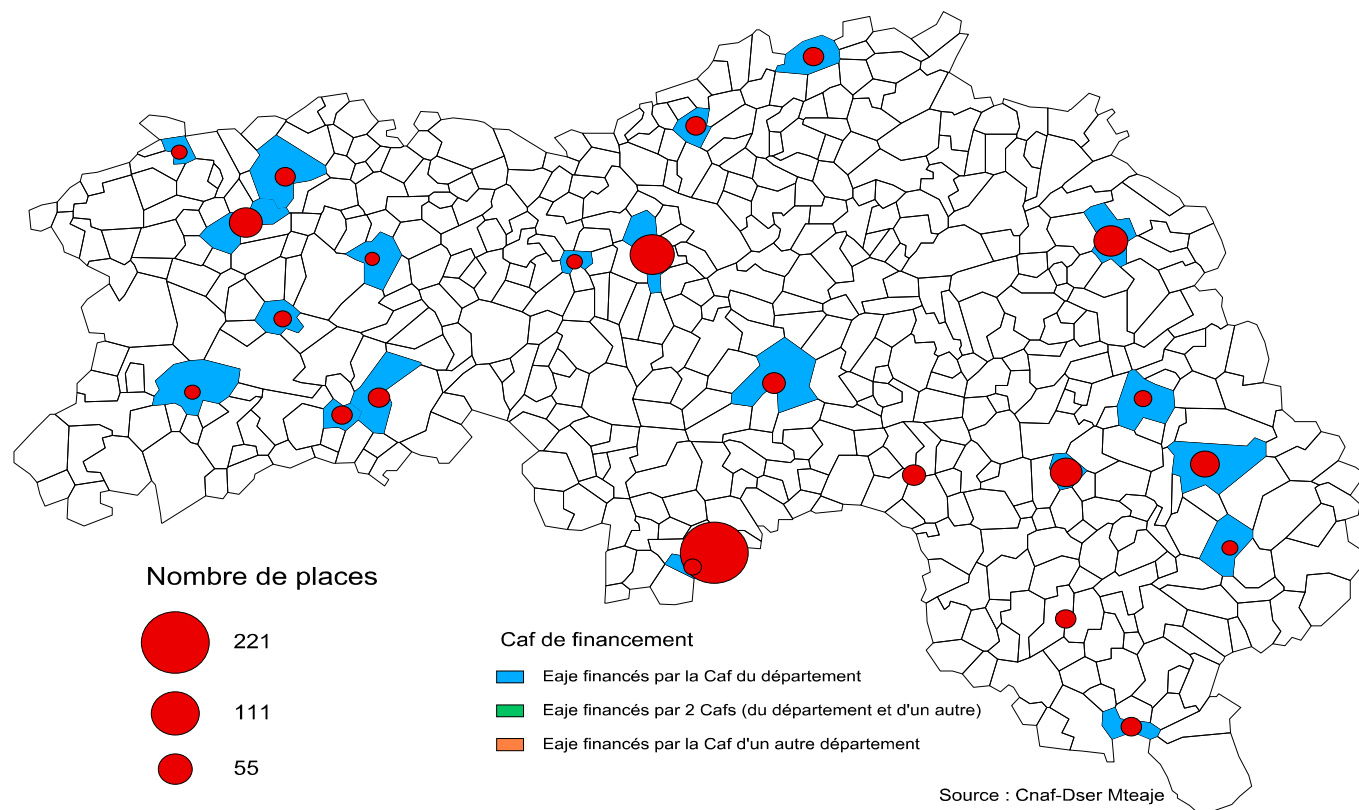 Nombre de places
221
111
55
Caf de financement
Eaje financés par la Caf du département
Eaje financés par 2 Cafs (du département et d'un autre)
Eaje financés par la Caf d'un autre département
Source : Cnaf-Dser Mteaje